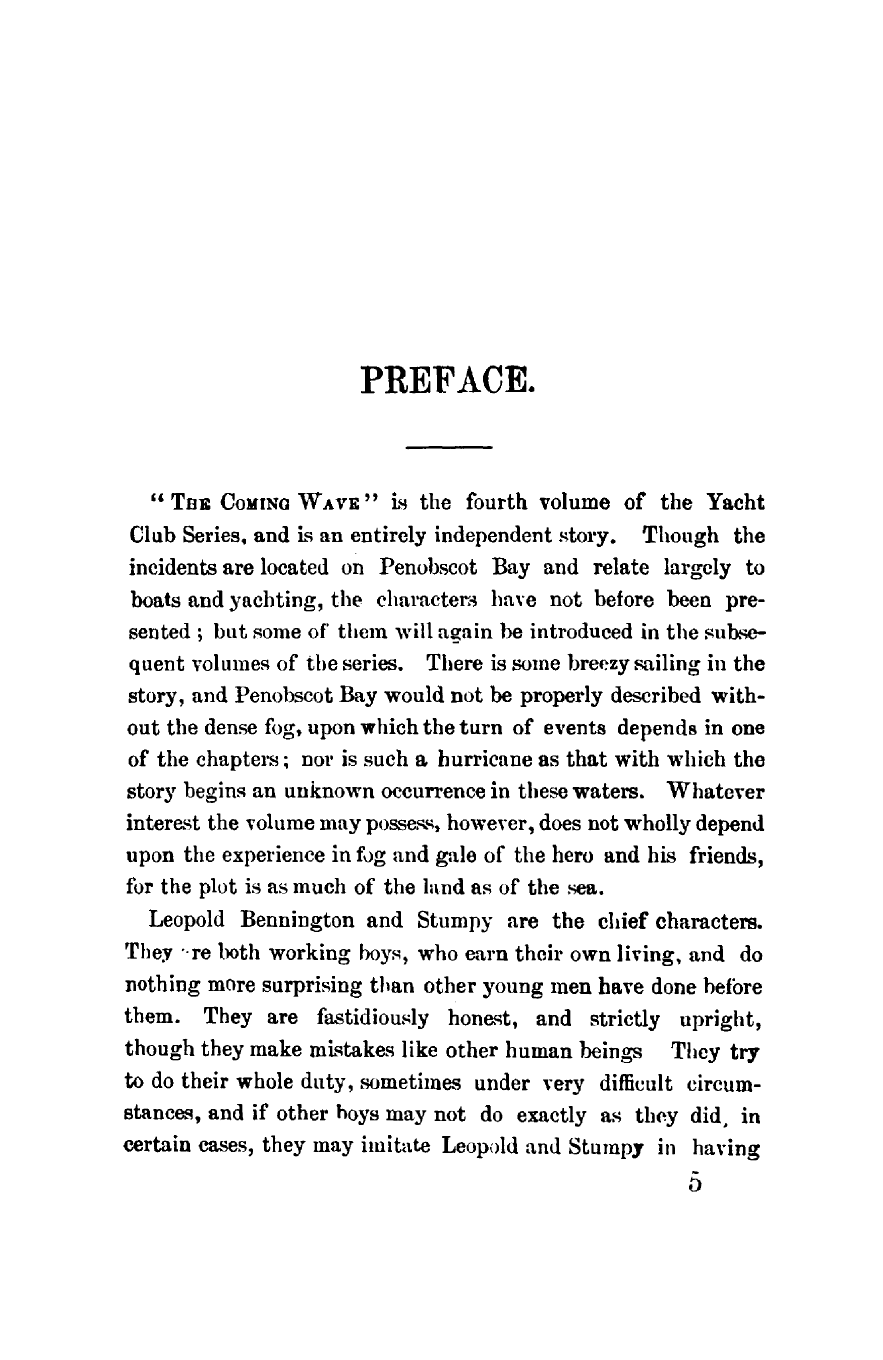 PREFACE.
“The Coming Wave” is the fourth volume of the Yacht
Club Series, and is an entirely independent story. Though the
incidents are located on Penobscot Bay and relate largely to
boats and yachting, the characters have not before been pre-
sented ; but some of them will again be introduced in the subse-
quent volumes of the series. There is some breezy sailing in the
story, and Penobscot Bay would not be properly described with-
out the dense fog, upon which the turn of events depends in one
of the chapters ; nor is such a hurricane as that with which the
story begins an unknown occurrence in these waters. Whatever
interest the volume may possess, however, does not wholly depend
upon the experience in fog and gale of the hero and his friends,
for the plot is as much of the land as of the sea.
Leopold Bennington and Stumpy are the chief characters.
They re both working boys, who earn their own living, and do
nothing more surprising than other young men have done before
them. They are fastidiously honest, and strictly upright,
though they make mistakes like other human beings They try
to do their whole duty, sometimes under very difficult circum-
stances, and if other boys may not do exactly as they did, in
certain cases, they may imitate Leopold and Stumpy in having
5